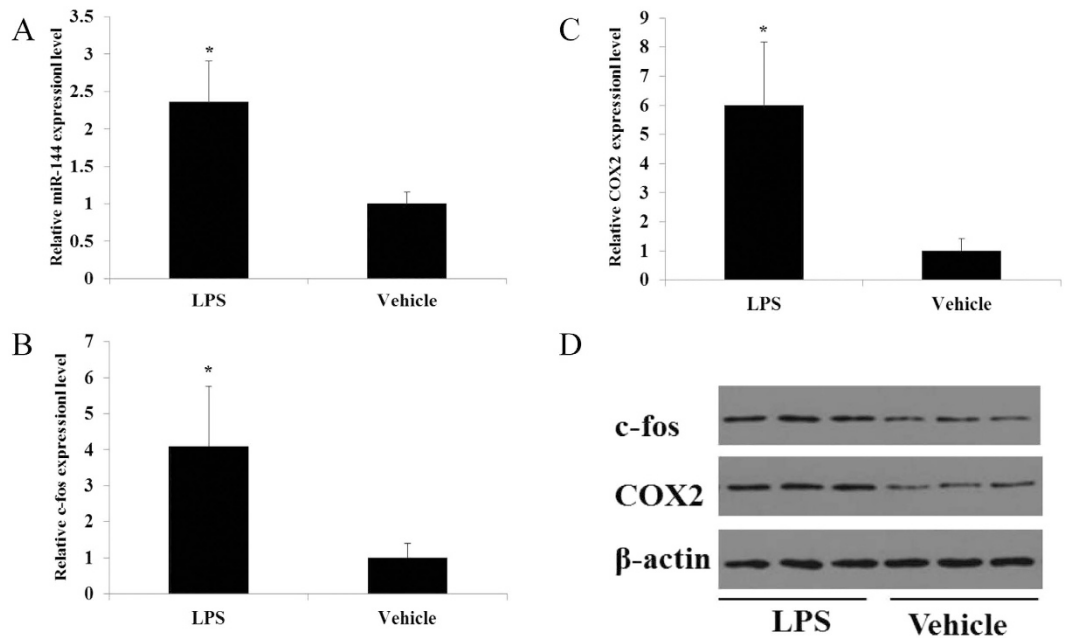 A
Relative miR-144 expressionl level
4
3.5
3
2.5
2
1.5
1
0.5
0
*
LPS Vehicle
B
Relative c-fos expressionl level
7
6
5
4
3
2
1
0
*
LPS Vehicle
C
Relative COX2 expressionl level
9
8
7
6
5
4
3
2
1
0
*
LPS Vehicle
D
c-fos
COX2
β-actin
LPS Vehicle